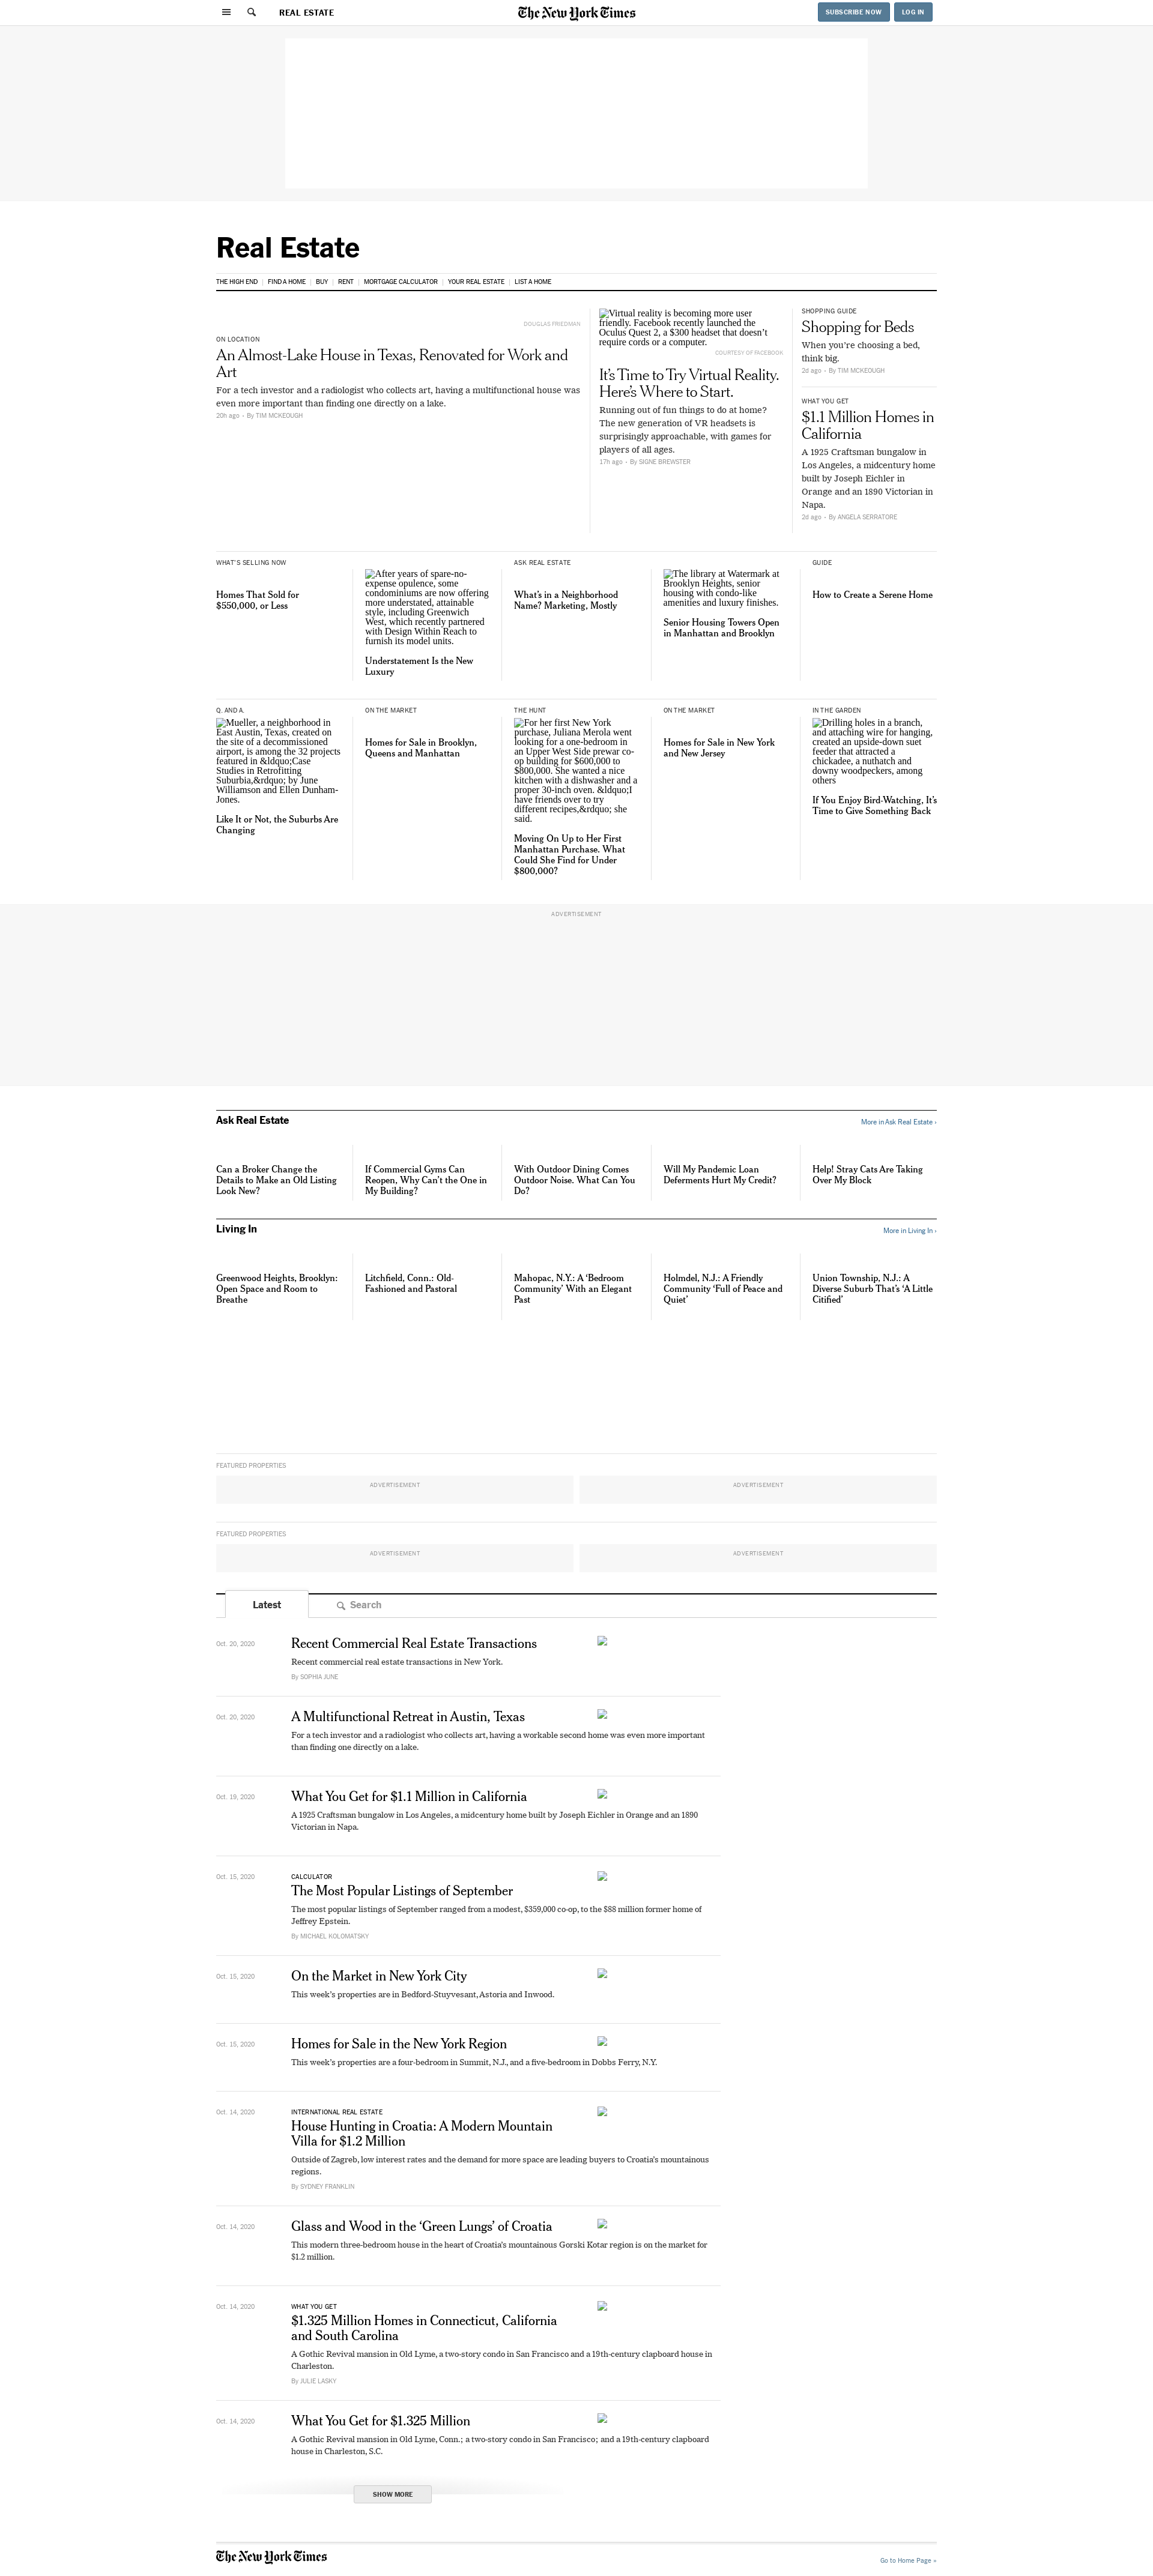 REAL ESTATE
The New York Times
SUBSCRIBE NOW
LOG IN
Real Estate
THE HIGH END
FIND A HOME
BUY
RENT
MORTGAGE CALCULATOR
YOUR REAL ESTATE
LIST A HOME
DOUGLAS FRIEDMAN
ON LOCATION
An Almost-Lake House in Texas, Renovated for Work and
Art
For a tech investor and a radiologist who collects art, having a multifunctional house was
even more important than finding one directly on a lake.
20h ago • By TIM MCKEOUGH
Virtual reality is becoming more user
friendly. Facebook recently launched the
Oculus Quest 2, a $300 headset that doesn’t
require cords or a computer.
COURTESY OF FACEBOOK
It’s Time to Try Virtual Reality.
Here’s Where to Start.
Running out of fun things to do at home?
The new generation of VR headsets is
surprisingly approachable, with games for
players of all ages.
17h ago • By SIGNE BREWSTER
SHOPPING GUIDE
Shopping for Beds
When you’re choosing a bed,
think big.
2d ago • By TIM MCKEOUGH
WHAT YOU GET
$1.1 Million Homes in
California
A 1925 Craftsman bungalow in
Los Angeles, a midcentury home
built by Joseph Eichler in
Orange and an 1890 Victorian in
Napa.
2d ago • By ANGELA SERRATORE
WHAT’S SELLING NOW
Homes That Sold for
$550,000, or Less
After years of spare-no-
expense opulence, some
condominiums are now offering
more understated, attainable
style, including Greenwich
West, which recently partnered
with Design Within Reach to
furnish its model units.
Understatement Is the New
Luxury
ASK REAL ESTATE
What’s in a Neighborhood
Name? Marketing, Mostly
The library at Watermark at
Brooklyn Heights, senior
housing with condo-like
amenities and luxury finishes.
Senior Housing Towers Open
in Manhattan and Brooklyn
GUIDE
How to Create a Serene Home
Q. AND A.
Mueller, a neighborhood in
East Austin, Texas, created on
the site of a decommissioned
airport, is among the 32 projects
featured in &ldquo;Case
Studies in Retrofitting
Suburbia,&rdquo; by June
Williamson and Ellen Dunham-
Jones.
Like It or Not, the Suburbs Are
Changing
ON THE MARKET
Homes for Sale in Brooklyn,
Queens and Manhattan
THE HUNT
For her first New York
purchase, Juliana Merola went
looking for a one-bedroom in
an Upper West Side prewar co-
op building for $600,000 to
$800,000. She wanted a nice
kitchen with a dishwasher and a
proper 30-inch oven. &ldquo;I
have friends over to try
different recipes,&rdquo; she
said.
Moving On Up to Her First
Manhattan Purchase. What
Could She Find for Under
$800,000?
ON THE MARKET
Homes for Sale in New York
and New Jersey
IN THE GARDEN
Drilling holes in a branch,
and attaching wire for hanging,
created an upside-down suet
feeder that attracted a
chickadee, a nuthatch and
downy woodpeckers, among
others
If You Enjoy Bird-Watching, It’s
Time to Give Something Back
ADVERTISEMENT
Ask Real Estate
More in Ask Real Estate ›
Can a Broker Change the
Details to Make an Old Listing
Look New?
If Commercial Gyms Can
Reopen, Why Can’t the One in
My Building?
With Outdoor Dining Comes
Outdoor Noise. What Can You
Do?
Will My Pandemic Loan
Deferments Hurt My Credit?
Help! Stray Cats Are Taking
Over My Block
Living In
More in Living In ›
Greenwood Heights, Brooklyn:
Open Space and Room to
Breathe
Litchfield, Conn.: Old-
Fashioned and Pastoral
Mahopac, N.Y.: A ‘Bedroom
Community’ With an Elegant
Past
Holmdel, N.J.: A Friendly
Community ‘Full of Peace and
Quiet’
Union Township, N.J.: A
Diverse Suburb That’s ‘A Little
Citified’
FEATURED PROPERTIES
ADVERTISEMENT
ADVERTISEMENT
FEATURED PROPERTIES
ADVERTISEMENT
ADVERTISEMENT
Latest
Search
Oct. 20, 2020
Recent Commercial Real Estate Transactions
Recent commercial real estate transactions in New York.
By SOPHIA JUNE
Oct. 20, 2020
A Multifunctional Retreat in Austin, Texas
For a tech investor and a radiologist who collects art, having a workable second home was even more important
than finding one directly on a lake.
Oct. 19, 2020
What You Get for $1.1 Million in California
A 1925 Craftsman bungalow in Los Angeles, a midcentury home built by Joseph Eichler in Orange and an 1890
Victorian in Napa.
Oct. 15, 2020
CALCULATOR
The Most Popular Listings of September
The most popular listings of September ranged from a modest, $359,000 co-op, to the $88 million former home of
Jeffrey Epstein.
By MICHAEL KOLOMATSKY
Oct. 15, 2020
On the Market in New York City
This week’s properties are in Bedford-Stuyvesant, Astoria and Inwood.
Oct. 15, 2020
Homes for Sale in the New York Region
This week’s properties are a four-bedroom in Summit, N.J., and a five-bedroom in Dobbs Ferry, N.Y.
Oct. 14, 2020
INTERNATIONAL REAL ESTATE
House Hunting in Croatia: A Modern Mountain
Villa for $1.2 Million
Outside of Zagreb, low interest rates and the demand for more space are leading buyers to Croatia’s mountainous
regions.
By SYDNEY FRANKLIN
Oct. 14, 2020
Glass and Wood in the ‘Green Lungs’ of Croatia
This modern three-bedroom house in the heart of Croatia’s mountainous Gorski Kotar region is on the market for
$1.2 million.
Oct. 14, 2020
WHAT YOU GET
$1.325 Million Homes in Connecticut, California
and South Carolina
A Gothic Revival mansion in Old Lyme, a two-story condo in San Francisco and a 19th-century clapboard house in
Charleston.
By JULIE LASKY
Oct. 14, 2020
What You Get for $1.325 Million
A Gothic Revival mansion in Old Lyme, Conn.; a two-story condo in San Francisco; and a 19th-century clapboard
house in Charleston, S.C.
SHOW MORE
The New York Times
Go to Home Page »